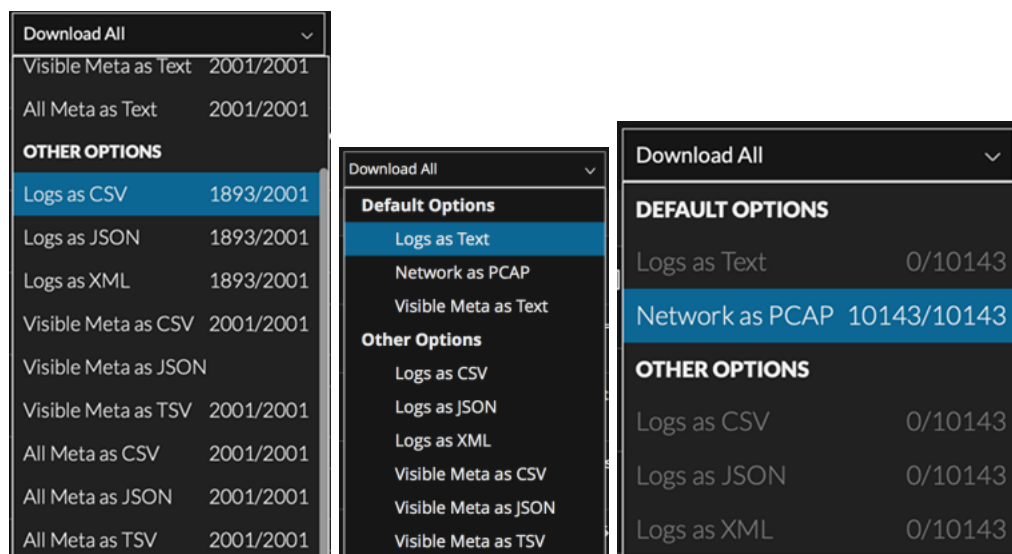 Download All
Visible Meta as Text 2001/2001
All Meta as Text 2001/2001
OTHER OPTIONS
Logs as CSV 1893/2001
Logs as JSON 1893/2001
Logs as XML 1893/2001
Visible Meta as CSV 2001/2001
Visible Meta as JSON
Visible Meta as TSV 2001/2001
All Meta as CSV 2001/2001
All Meta as JSON 2001/2001
All Meta as TSV 2001/2001
Download All
Default Options
Logs as Text
Network as PCAP
Visible Meta as Text
Other Options
Logs as CSV
Logs as JSON
Logs as XML
Visible Meta as CSV
Visible Meta as JSON
Visible Meta as TSV
Download All
DEFAULT OPTIONS
Logs as Text 0/10143
Network as PCAP 10143/10143
OTHER OPTIONS
Logs as CSV 0/10143
Logs as JSON 0/10143
Logs as XML 0/10143